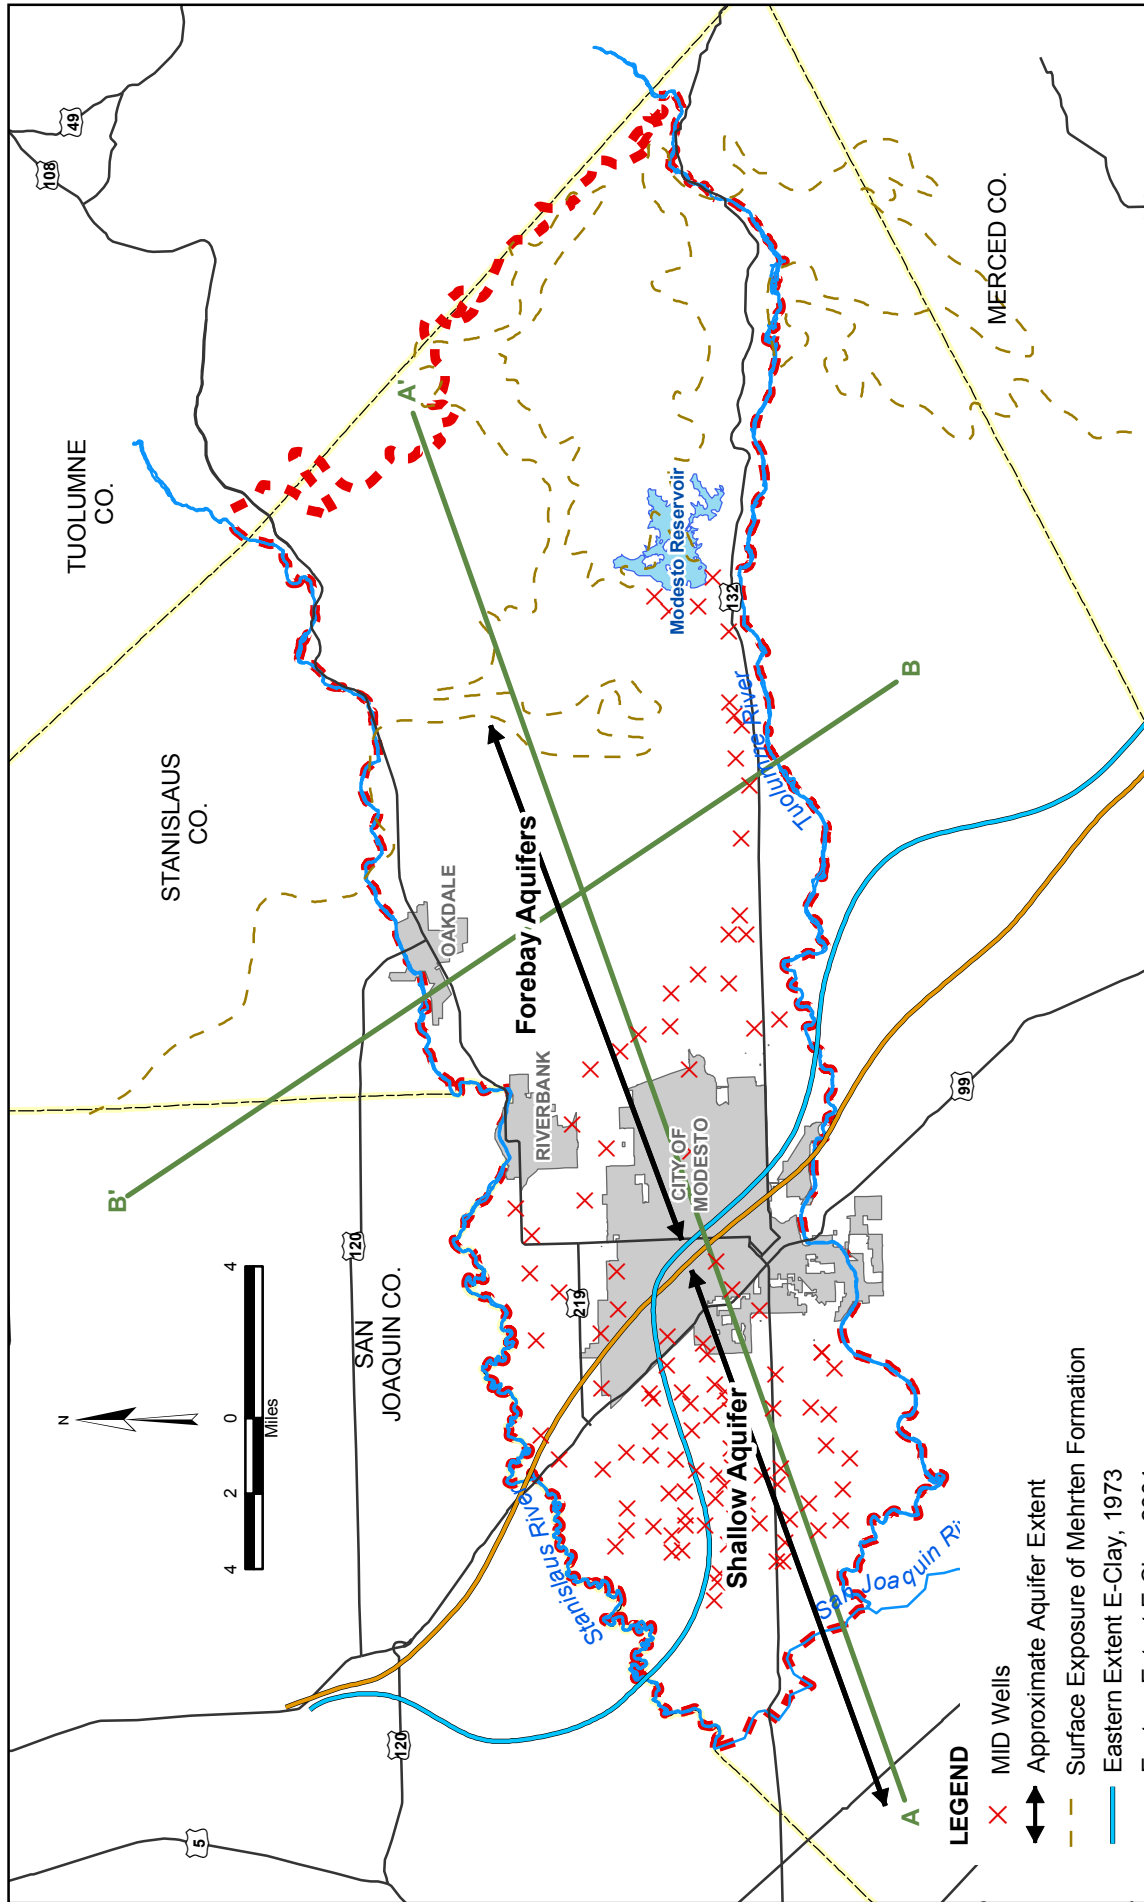 49
108
TUOLUMNE
CO.
STANISLAUS
CO.
MERCED CO.
SAN
JOAQUIN CO.
A'
A
B'
B
N
4
2
0
4
Miles
120
120
5
219
99
132
OAKDALE
RIVERBANK
CITY OF
MODESTO
Modesto Reservoir
Tuolumne River
Stanislaus River
San Joaquin Ri
Forebay Aquifers
Shallow Aquifer
LEGEND
MID Wells
Approximate Aquifer Extent
Surface Exposure of Mehrten Formation
Eastern Extent E-Clay, 1973